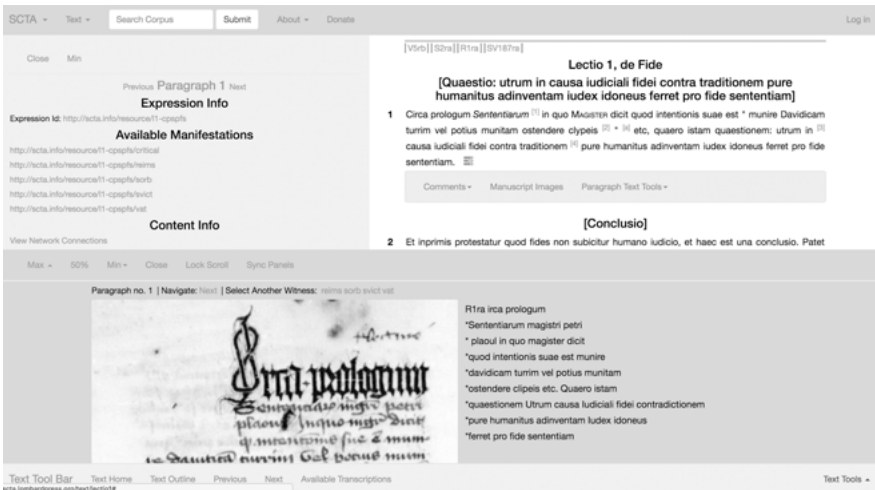 SCTA Text Search Corpus Submit About Donate Log in
Close Min
Previous Paragraph 1 Next
Expression Info
Expression Id: http://scta.info/resource/l1-cpspfs
Available Manifestations
http://scta.info/resource/l1-cpspfs/critical
http://scta.info/resource/l1-cpspfs/reims
http://scta.info/resource/l1-cpspfs/sorb
http://scta.info/resource/l1-cpspfs/svict
http://scta.info/resource/l1-cpspfs/vat
Content Info
View Network Connections
[V5rb][S2ra][R1ra][SV187ra]
Lectio 1, de Fide
[Quaestio: utrum in causa iudiciali fidei contra traditionem pure
humanitus adinventam iudex idoneus ferret pro fide sententiam]
1 Circa prologum Sententiarum [1] in quo Magister dicit quod intentionis suae est * munire Davidicam
turrim vel potius munitam ostendere clypeis [2] * [a] etc, quaero istam quaestionem: utrum in [3]
causa iudiciali fidei contra traditionem [4] pure humanitus adinventam iudex idoneus ferret pro fide
sententiam.
Comments Manuscript Images Paragraph Text Tools
[Conclusio]
2 Et inprimis protestatur quod fides non subicitur humano iudicio, et haec est una conclusio. Patet
Max 50% Min Close Lock Scroll Sync Panels
Paragraph no. 1 | Navigate: Next | Select Another Witness: reims sorb svict vat
irca prologum
R1ra irca prologum
*Sententiarum magistri petri
* plaoul in quo magister dicit
*quod intentionis suae est munire
*davidicam turrim vel potius munitam
*ostendere clipeis etc. Quaero istam
*quaestionem Utrum causa Iudiciali fidei contradictionem
*pure humanitus adinventam Iudex idoneus
*ferret pro fide sententiam
Text Tool Bar Text Home Text Outline Previous Next Available Transcriptions Text Tools
scta.lombardpress.org/text/lectio1#